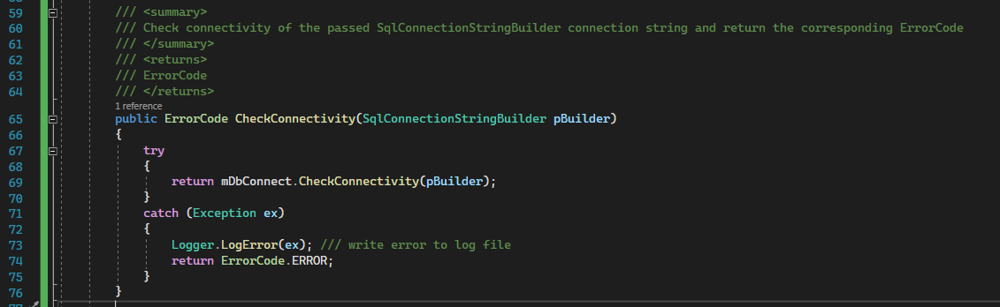 59 /// <summary>
60 /// Check connectivity of the passed SqlConnectionStringBuilder connection string and return the corresponding ErrorCode
61 /// </summary>
62 /// <returns>
63 /// ErrorCode
64 /// </returns>
1 reference
65 public ErrorCode CheckConnectivity(SqlConnectionStringBuilder pBuilder)
66 {
67 try
68 {
69 return mDbConnect.CheckConnectivity(pBuilder);
70 }
71 catch (Exception ex)
72 {
73 Logger.LogError(ex); /// write error to log file
74 return ErrorCode.ERROR;
75 }
76 }
77